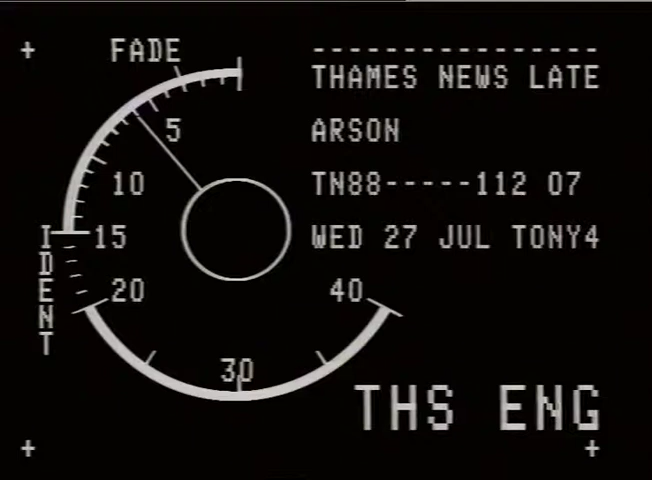 FADE
----------------
THAMES NEWS LATE
5
ARSON
10
TN88-----112 07
IDENT
15
WED 27 JUL TONY4
20
40
30
THS ENG